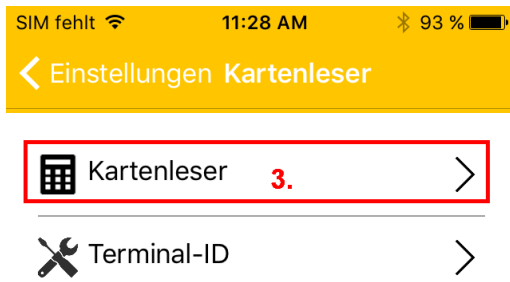 SIM fehlt 11:28 AM 93 %
Einstellungen Kartenleser
Kartenleser 3.
Terminal-ID